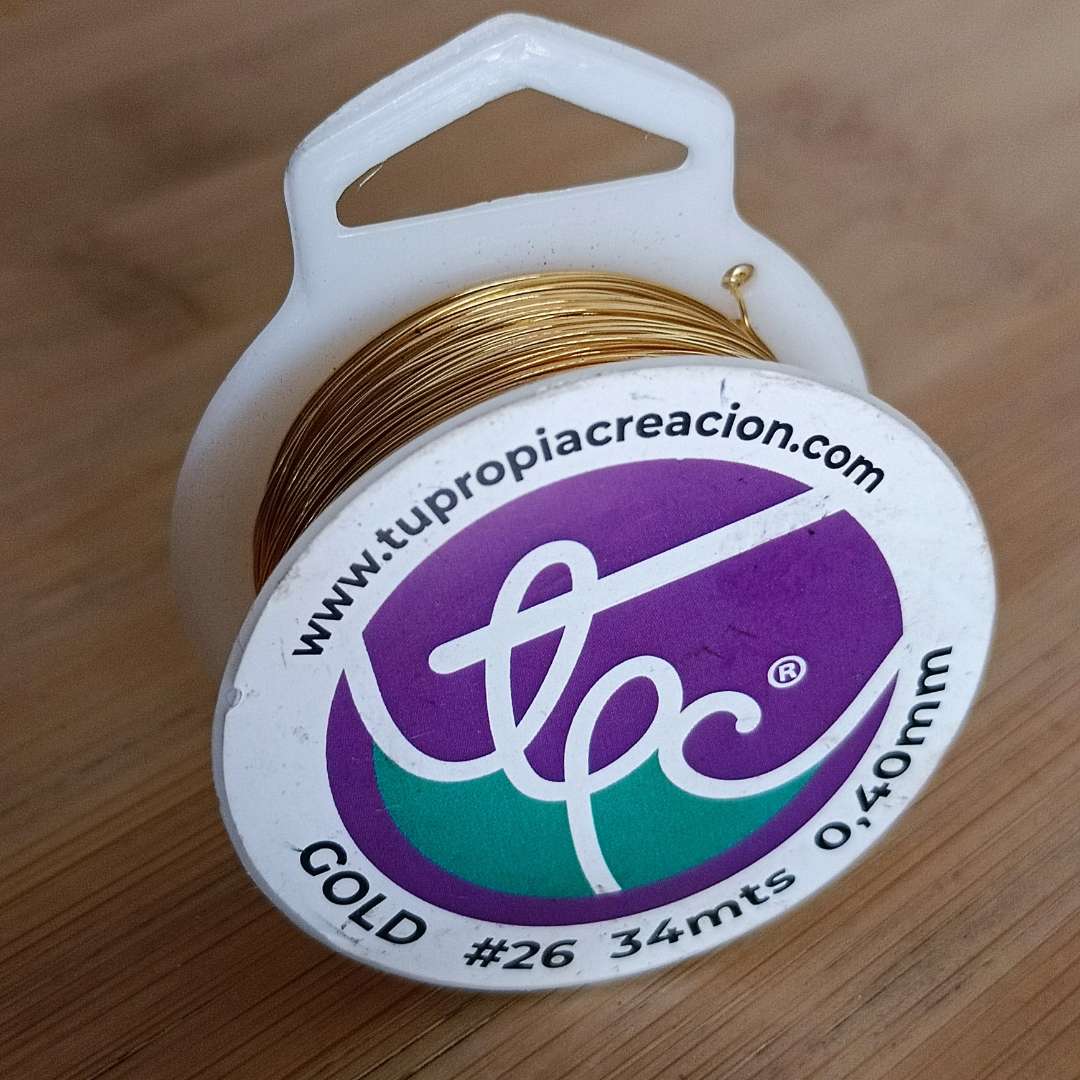 www.tupropiacreacion.com
tpc®
GOLD #26 34mts 0,40mm